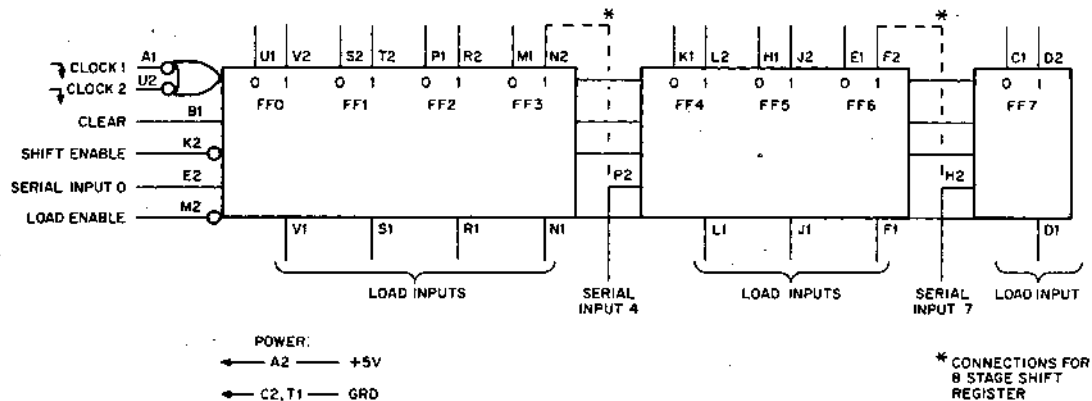 * *
A1 U1 V2 S2 T2 P1 R2 M1 N2 K1 L2 H1 J2 E1 F2 C1 D2
CLOCK 1
U2
0 1 0 1 0 1 0 1 0 1 0 1 0 1 0 1
CLOCK 2
FF0 FF1 FF2 FF3 FF4 FF5 FF6 FF7
B1
CLEAR
K2
SHIFT ENABLE
E2 P2 H2
SERIAL INPUT 0
M2
LOAD ENABLE
V1 S1 R1 N1 L1 J1 F1 D1
LOAD INPUTS SERIAL INPUT 4 LOAD INPUTS SERIAL INPUT 7 LOAD INPUT
POWER:
A2 +5V
C2, T1 GRD
* CONNECTIONS FOR
8 STAGE SHIFT
REGISTER